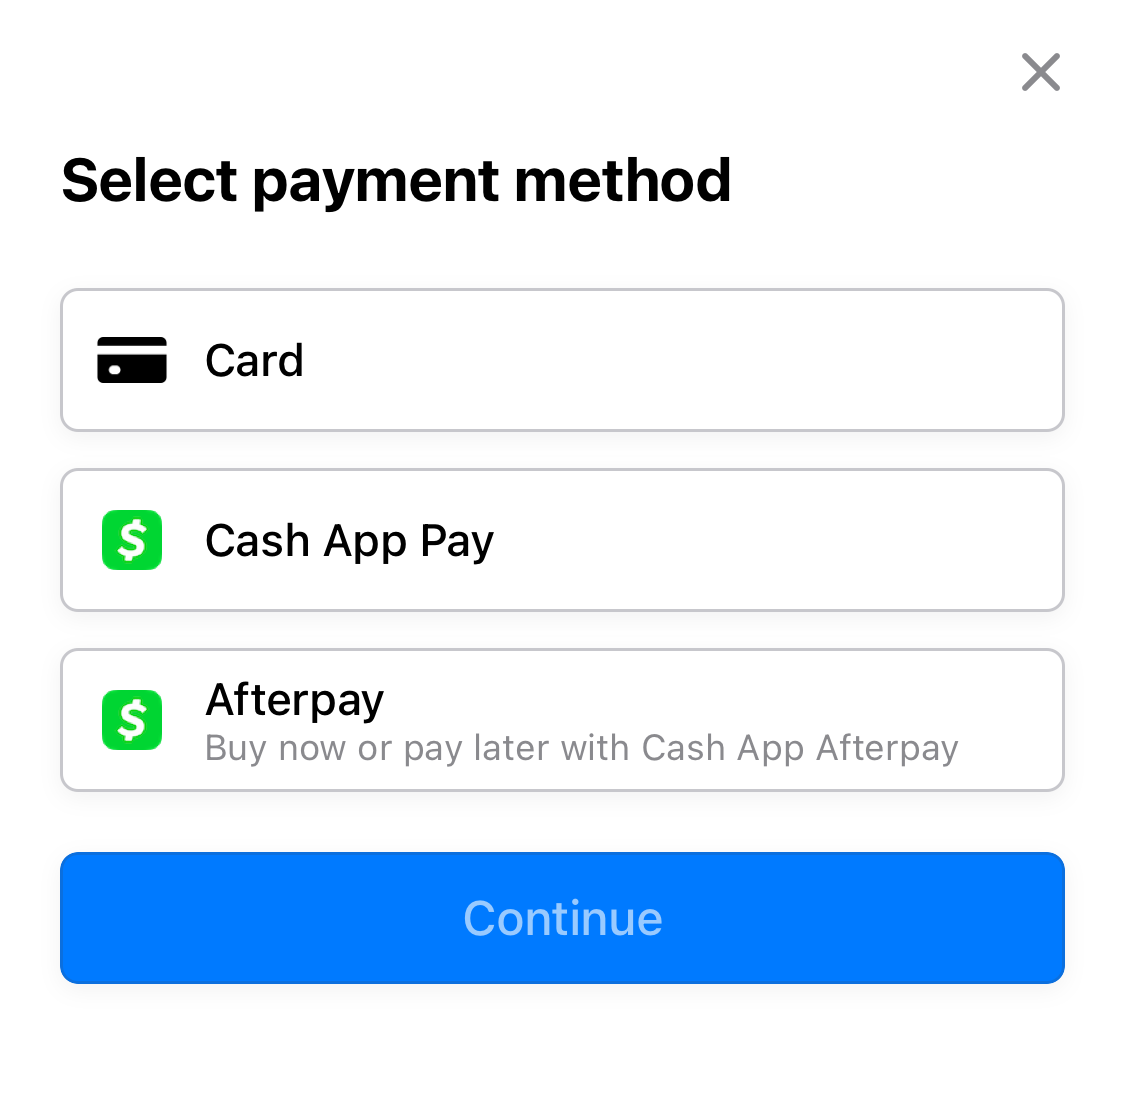 Select payment method
Card
$
Cash App Pay
$
Afterpay
Buy now or pay later with Cash App Afterpay
Continue